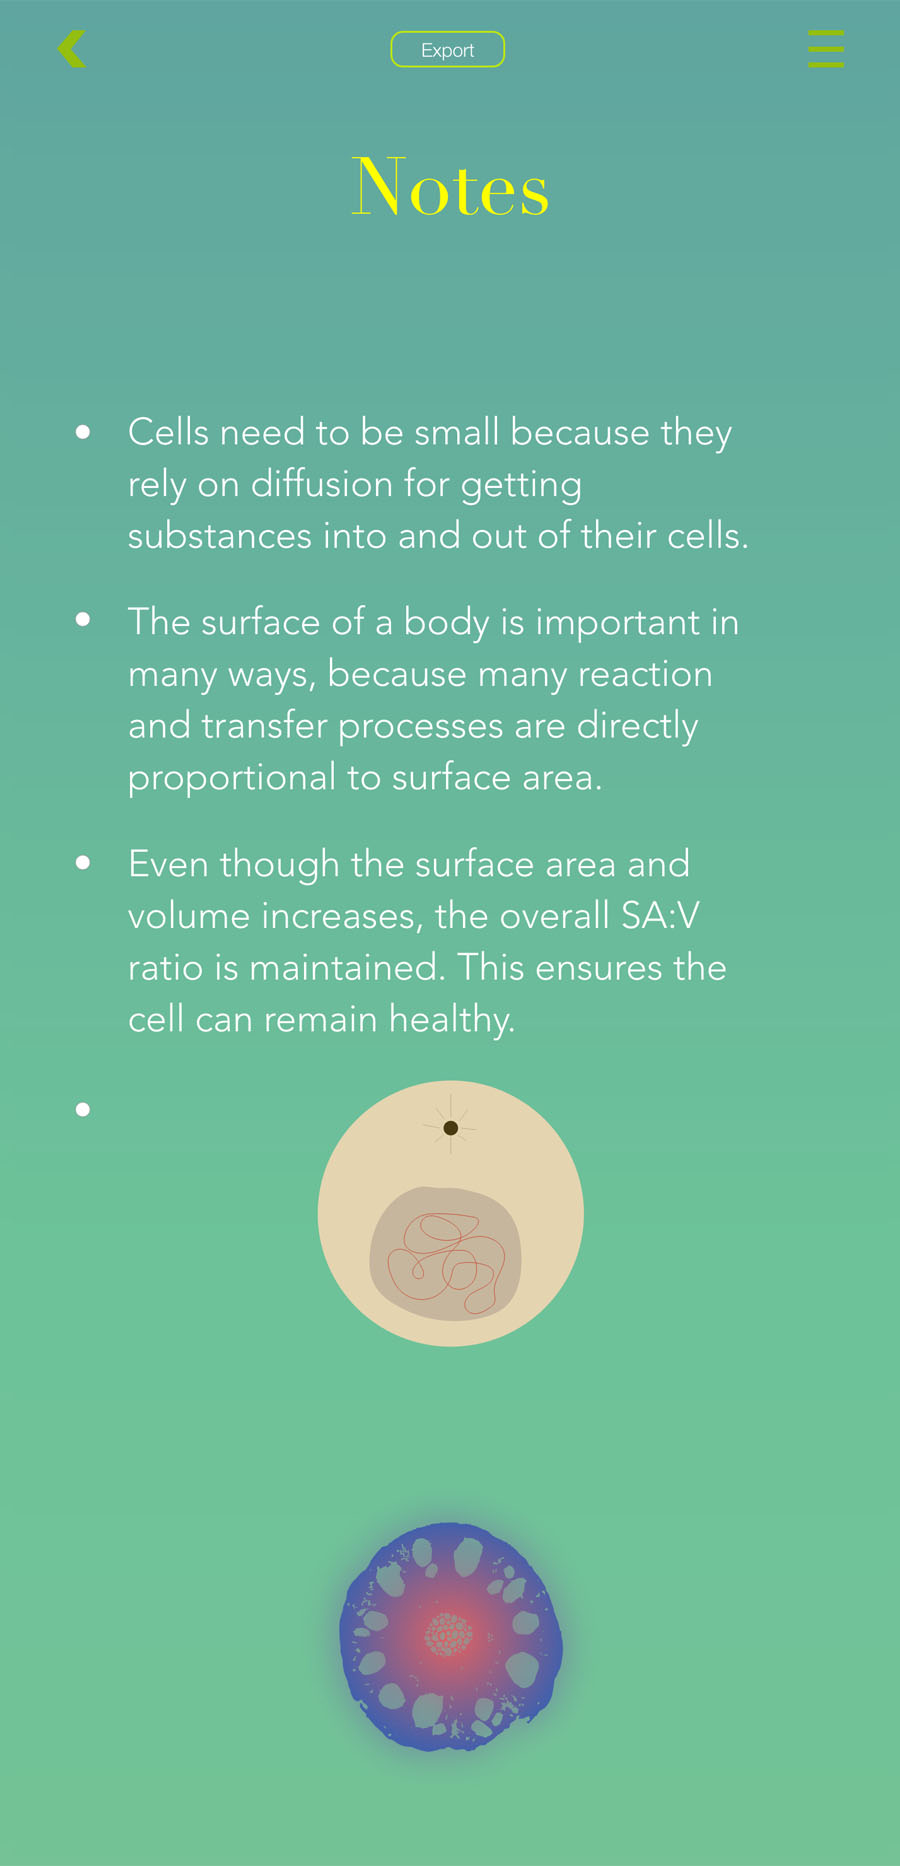 Export
Notes
• Cells need to be small because they
rely on diffusion for getting
substances into and out of their cells.
• The surface of a body is important in
many ways, because many reaction
and transfer processes are directly
proportional to surface area.
• Even though the surface area and
volume increases, the overall SA:V
ratio is maintained. This ensures the
cell can remain healthy.
•